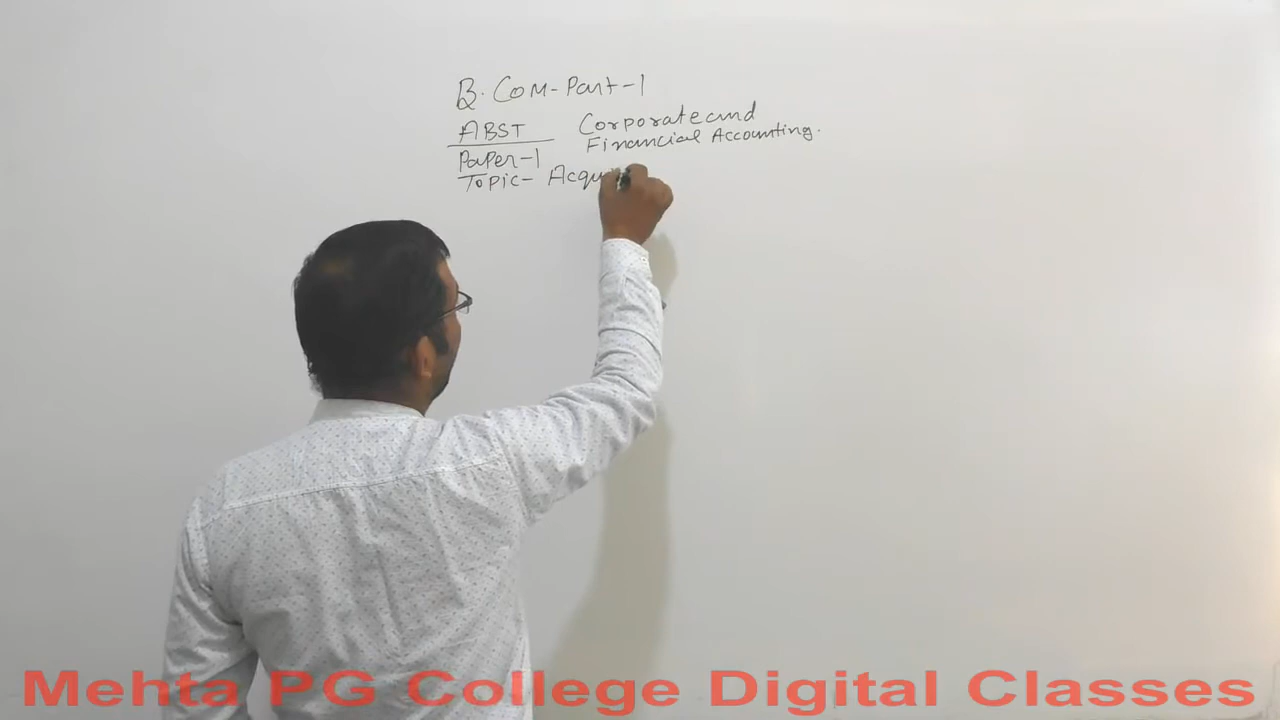 B.Com-Part-1
ABST Corporate and
Financial Accounting.
Paper-1
Topic- Acqu
Mehta PG College Digital Classes